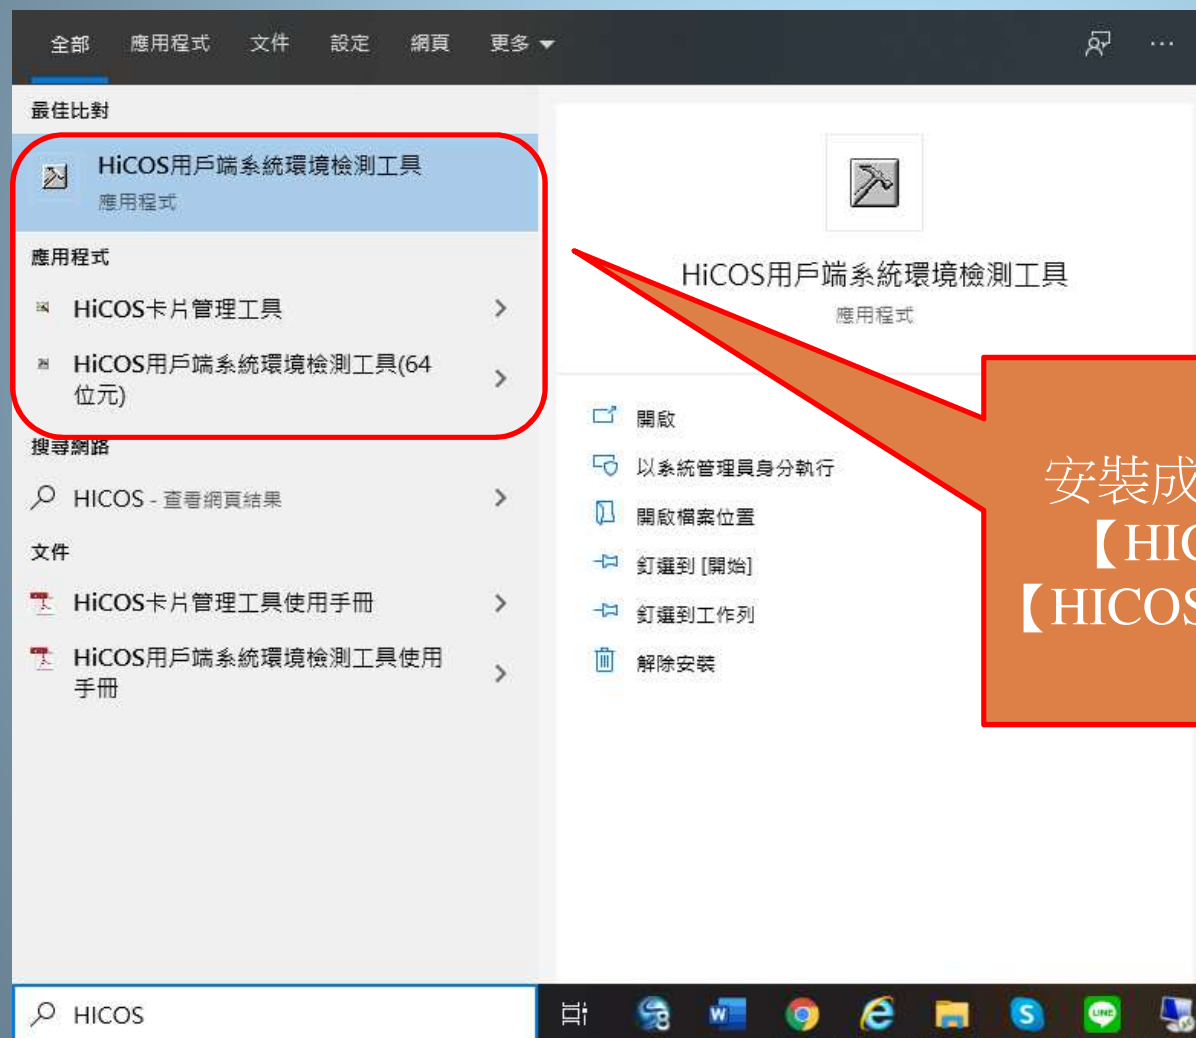 全部 應用程式 文件 設定 網頁 更多
最佳比對
HiCOS用戶端系統環境檢測工具
應用程式
應用程式
HiCOS卡片管理工具
HiCOS用戶端系統環境檢測工具(64
位元)
搜尋網路
HICOS - 查看網頁結果
文件
HiCOS卡片管理工具使用手冊
HiCOS用戶端系統環境檢測工具使用
手冊
HICOS
HiCOS用戶端系統環境檢測工具
應用程式
開啟
以系統管理員身分執行
開啟檔案位置
釘選到 [開始]
釘選到工作列
解除安裝
安裝成
【HIC
【HICOS
W
S
LINE